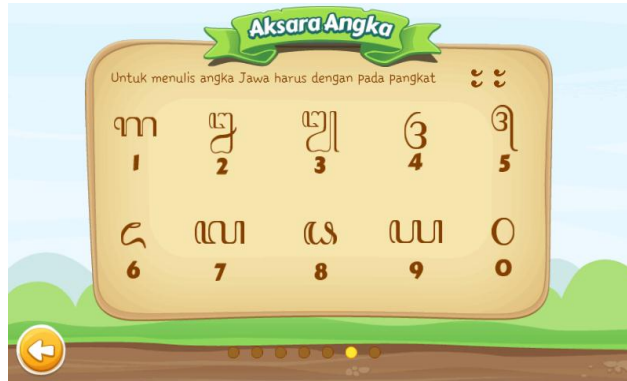 Aksara Angka
Untuk menulis angka Jawa harus dengan pada pangkat ꧇ ꧇
꧑ ꧒ ꧓ ꧔ ꧕
1 2 3 4 5
꧖ ꧗ ꧘ ꧙ ꧐
6 7 8 9 0